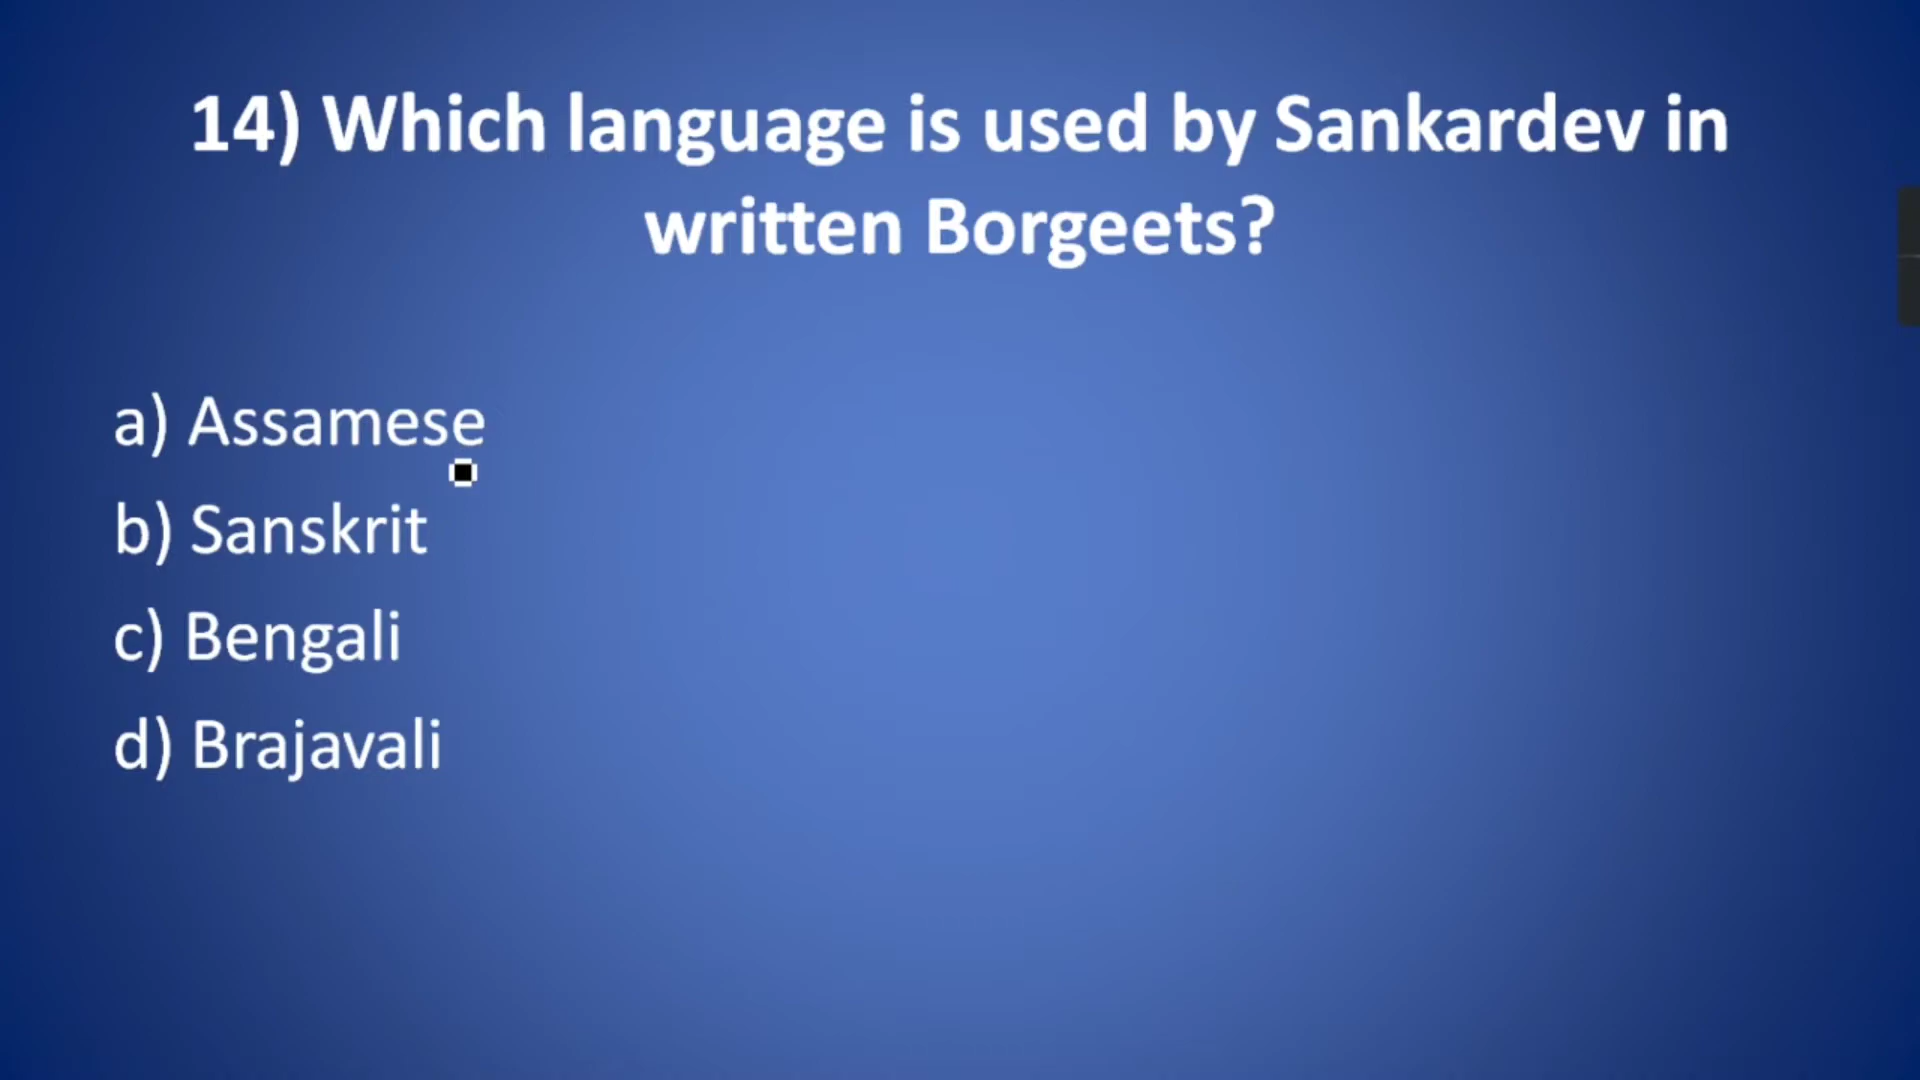 14) Which language is used by Sankardev in
written Borgeets?
a) Assamese
b) Sanskrit
c) Bengali
d) Brajavali